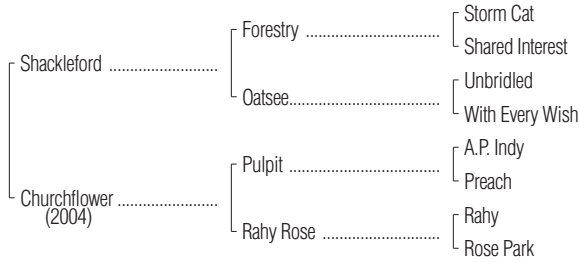 Storm Cat
Forestry ..........................
Shared Interest
Shackleford .....................
Unbridled
Oatsee.............................
With Every Wish
A.P. Indy
Pulpit .............................
Preach
Churchflower ...................
(2004)
Rahy
Rahy Rose ......................
Rose Park